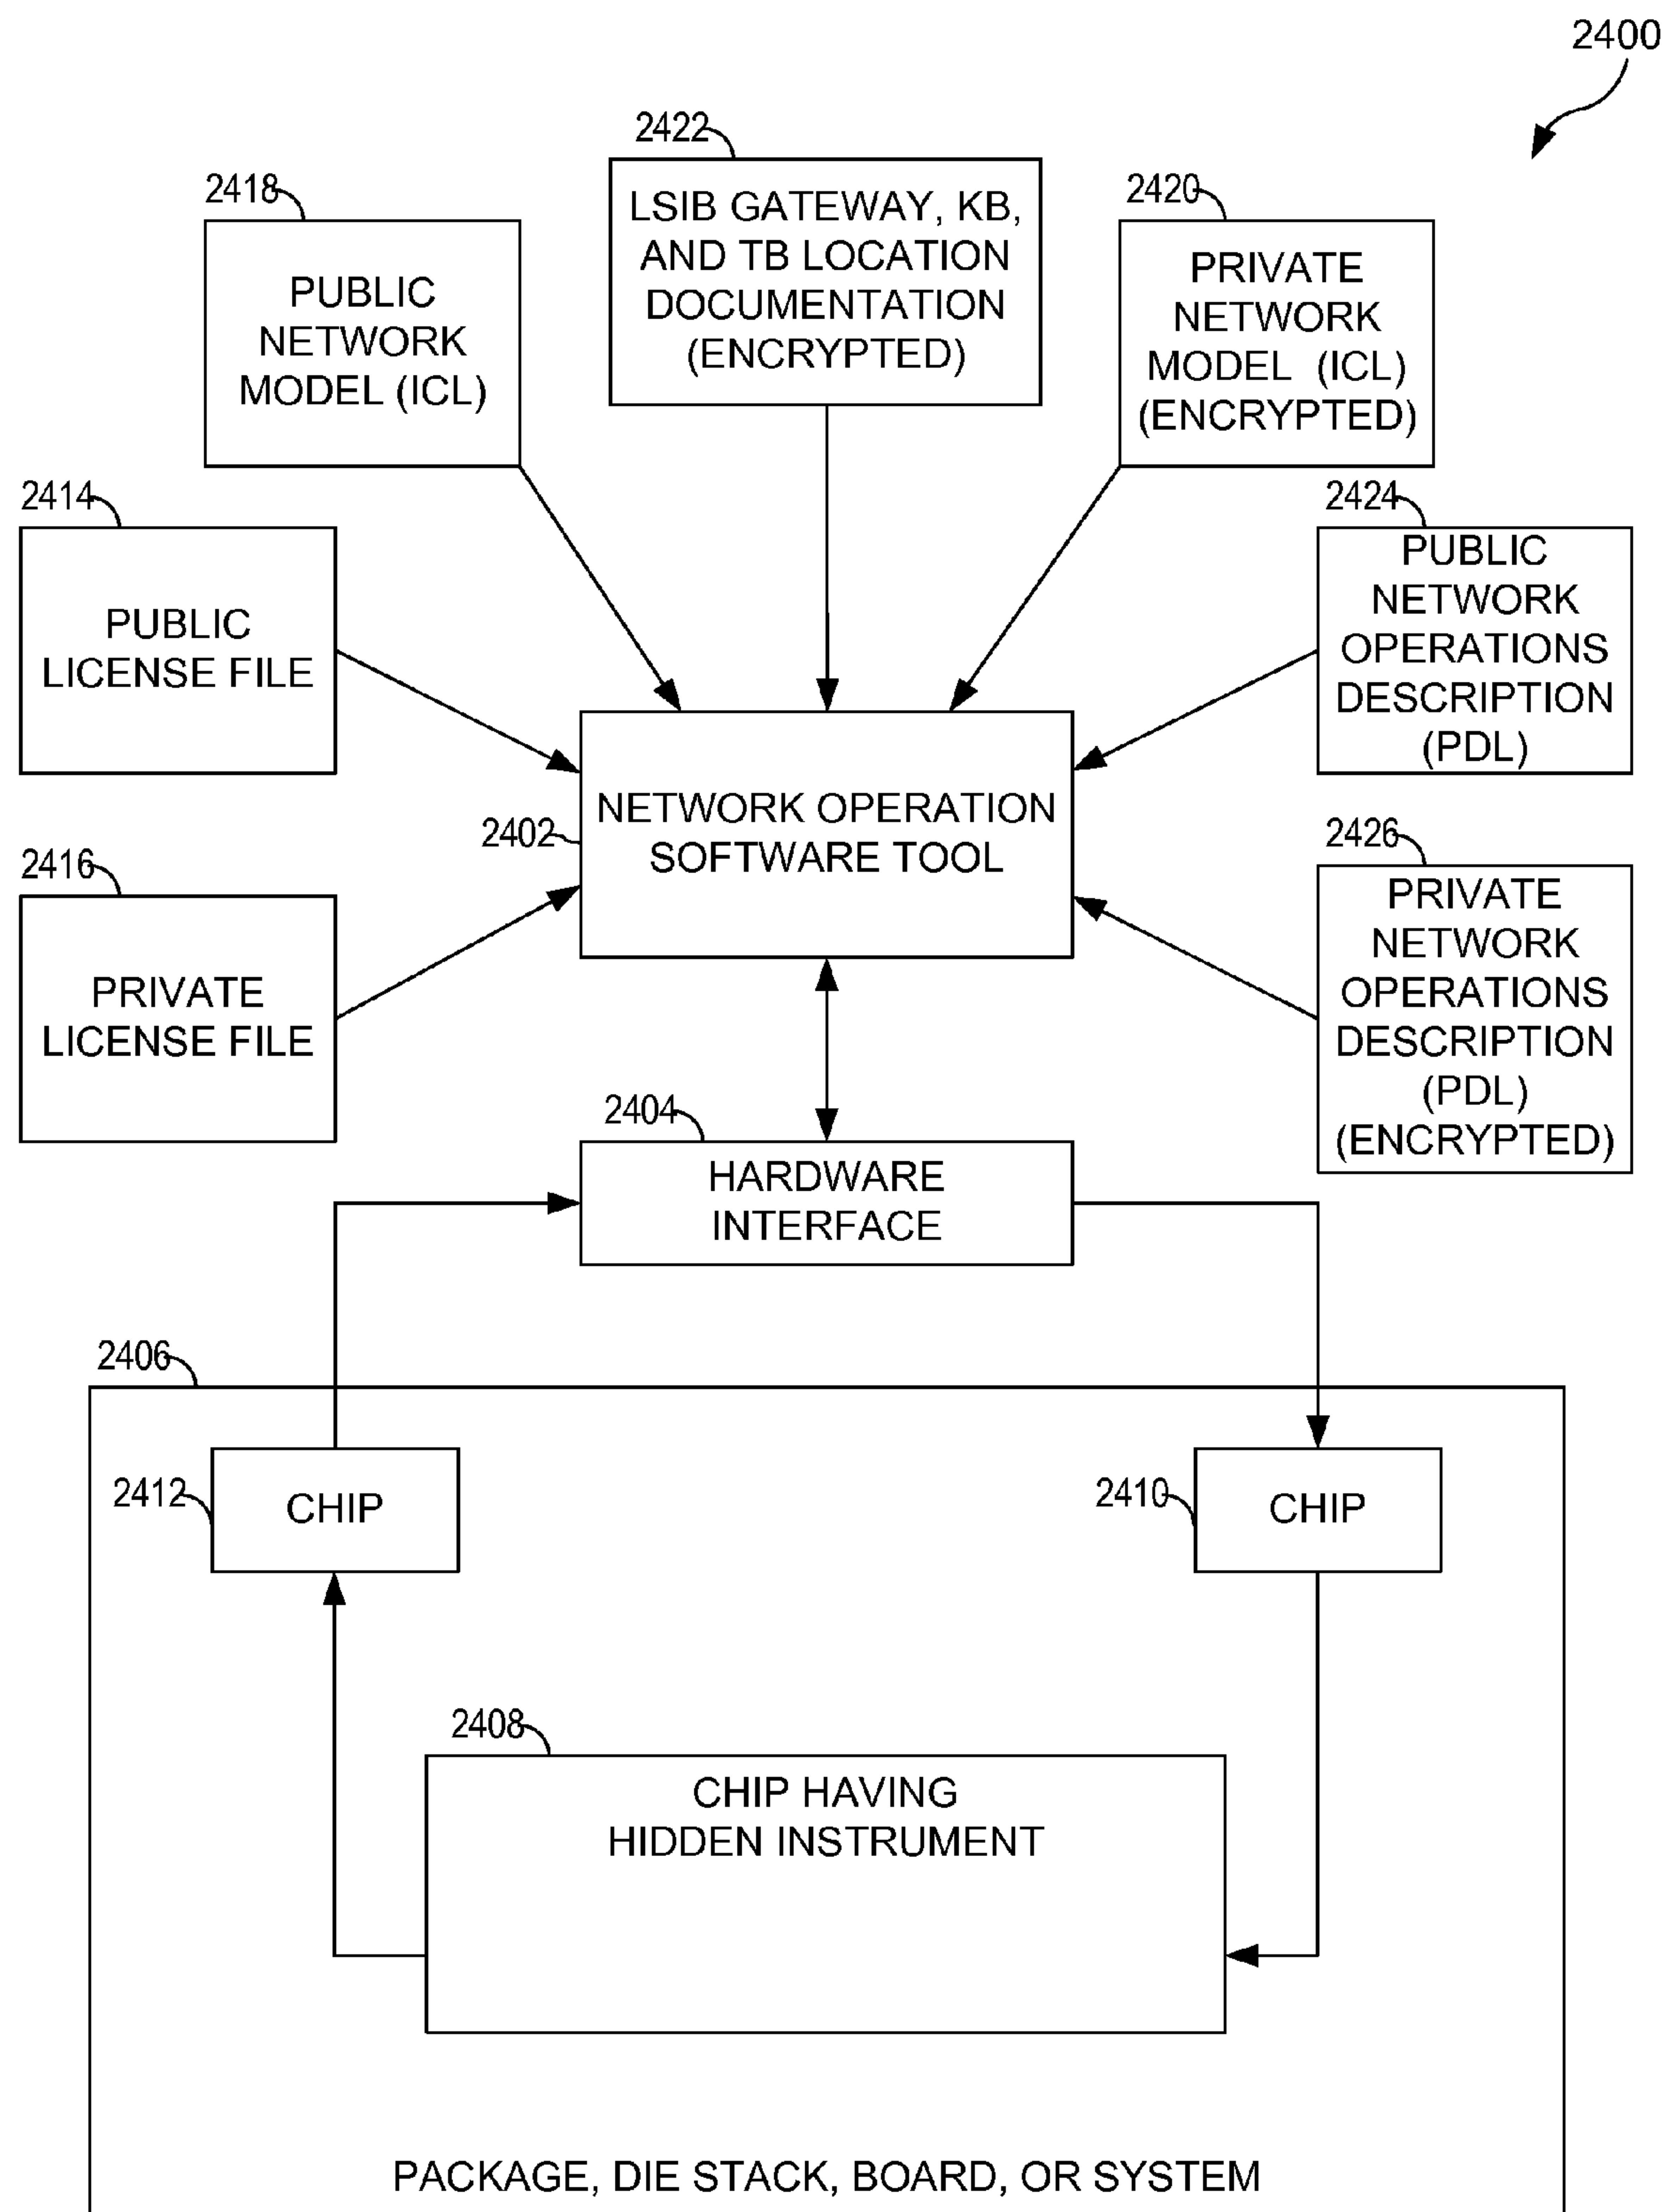 2400
2422
LSIB GATEWAY, KB,
AND TB LOCATION
DOCUMENTATION
(ENCRYPTED)
2418
PUBLIC
NETWORK
MODEL (ICL)
2420
PRIVATE
NETWORK
MODEL (ICL)
(ENCRYPTED)
2414
PUBLIC
LICENSE FILE
2424
PUBLIC
NETWORK
OPERATIONS
DESCRIPTION
(PDL)
2402
NETWORK OPERATION
SOFTWARE TOOL
2416
PRIVATE
LICENSE FILE
2426
PRIVATE
NETWORK
OPERATIONS
DESCRIPTION
(PDL)
(ENCRYPTED)
2404
HARDWARE
INTERFACE
2406
2412
CHIP
2410
CHIP
2408
CHIP HAVING
HIDDEN INSTRUMENT
PACKAGE, DIE STACK, BOARD, OR SYSTEM